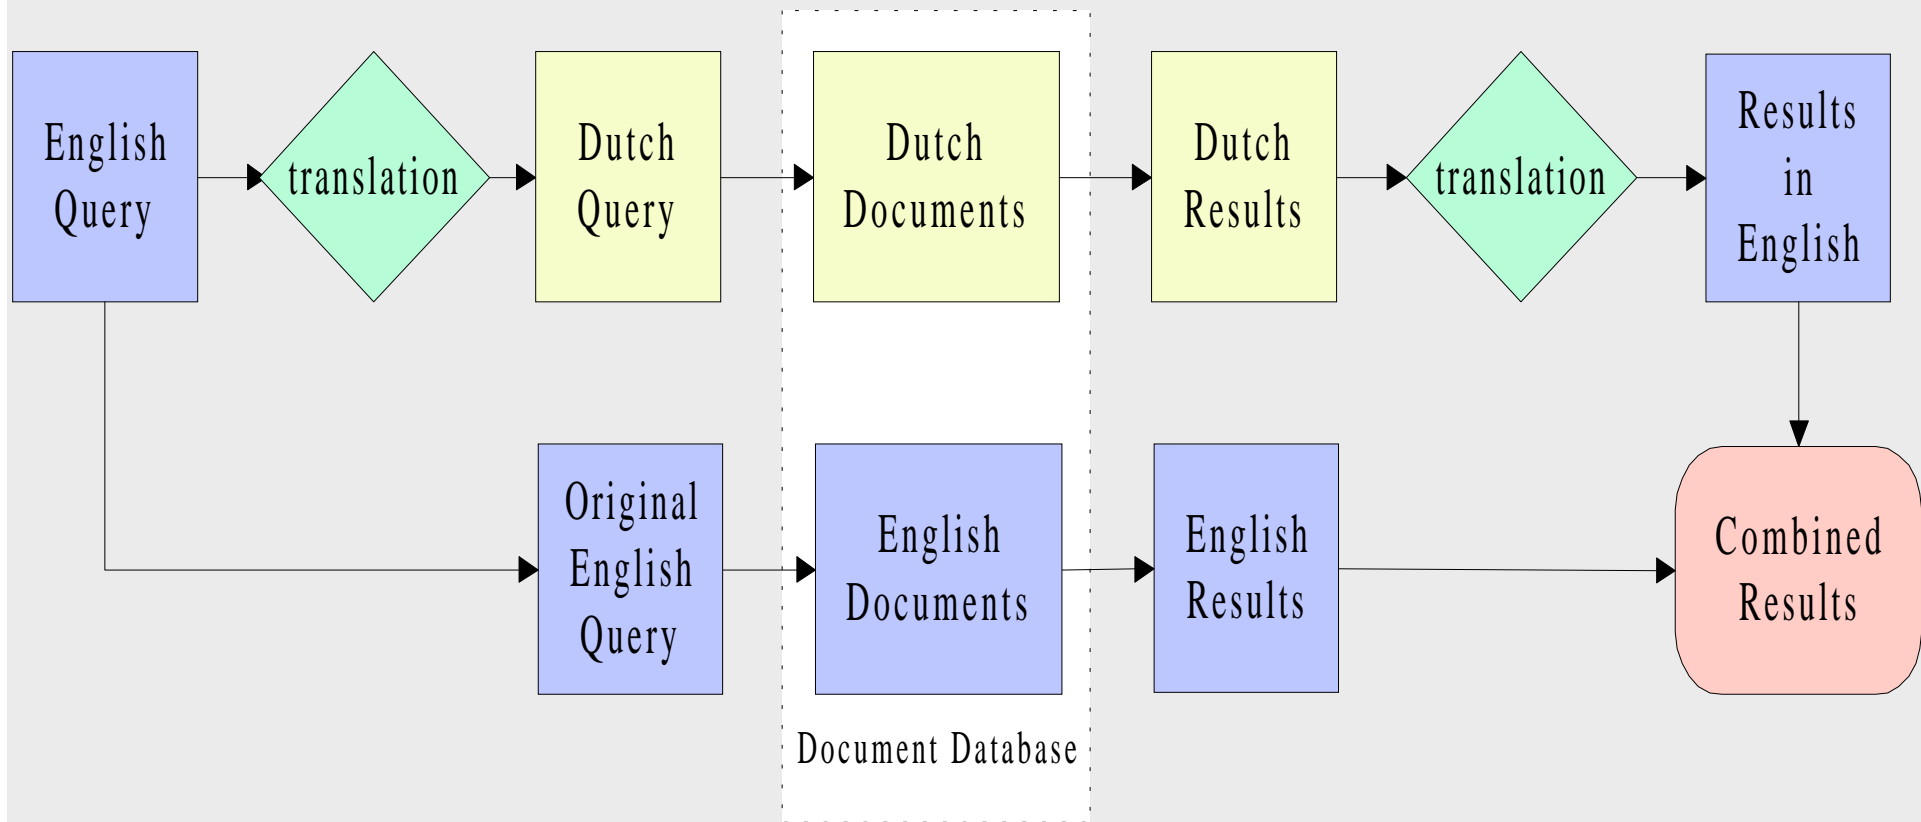 English
Query
translation
Dutch
Query
Dutch
Documents
Dutch
Results
translation
Results
in
English
Original
English
Query
English
Documents
English
Results
Combined
Results
Document Database